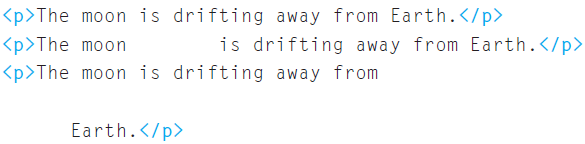 <p>The moon is drifting away from Earth.</p>
<p>The moon        is drifting away from Earth.</p>
<p>The moon is drifting away from

      Earth.</p>